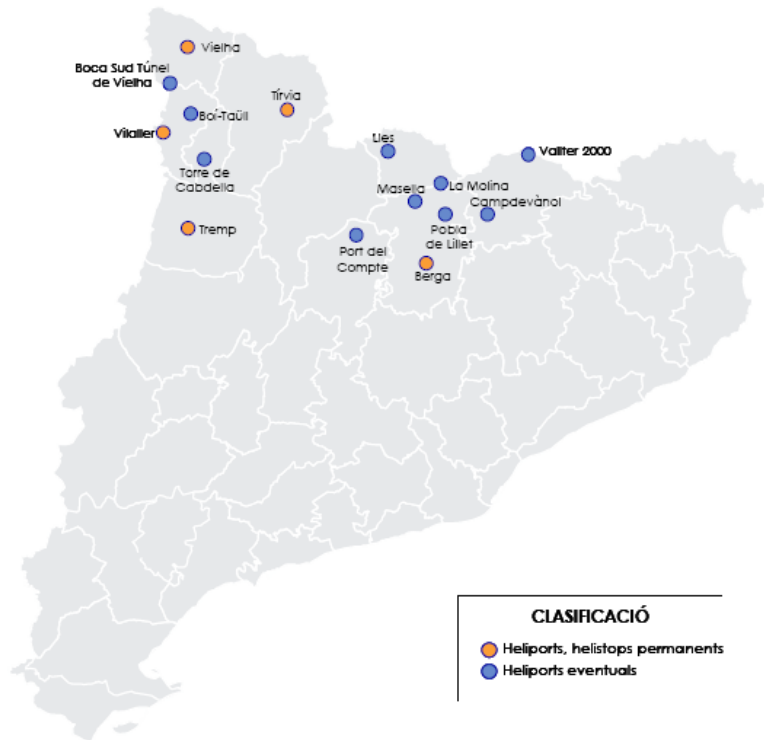 Vielha
Boca Sud Túnel
de Vielha
Tírvia
Boí-Taüll
Vilaller
Torre de
Cabdella
Tremp
Lles
Vallter 2000
La Molina
Masella
Campdevànol
Pobla
de Lillet
Port del
Compte
Berga
CLASIFICACIÓ
Heliports, helistops permanents
Heliports eventuals